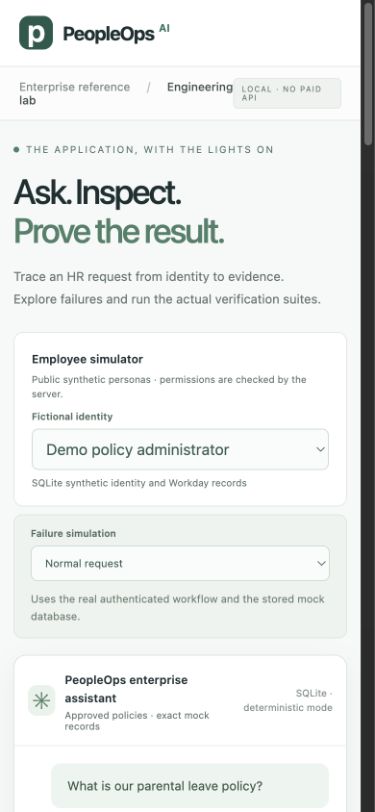 p PeopleOps AI
Enterprise reference lab / Engineering
LOCAL · NO PAID API
THE APPLICATION, WITH THE LIGHTS ON
Ask. Inspect.
Prove the result.
Trace an HR request from identity to evidence.
Explore failures and run the actual verification suites.
Employee simulator
Public synthetic personas · permissions are checked by the
server.
Fictional identity
Demo policy administrator
SQLite synthetic identity and Workday records
Failure simulation
Normal request
Uses the real authenticated workflow and the stored mock
database.
PeopleOps enterprise
assistant
Approved policies · exact mock
records
SQLite ·
deterministic mode
What is our parental leave policy?